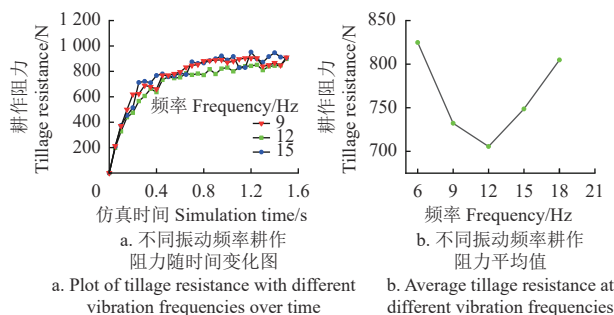 耕作阻力
Tillage resistance/N
1 200
1 000
800
600
400
200
0
频率 Frequency/Hz
9
12
15
0 0.4 0.8 1.2 1.6
仿真时间 Simulation time/s
a. 不同振动频率耕作
阻力随时间变化图
a. Plot of tillage resistance with different
vibration frequencies over time
耕作阻力
Tillage resistance/N
850
800
750
700
6 9 12 15 18 21
频率 Frequency/Hz
b. 不同振动频率耕作
阻力平均值
b. Average tillage resistance at
different vibration frequencies